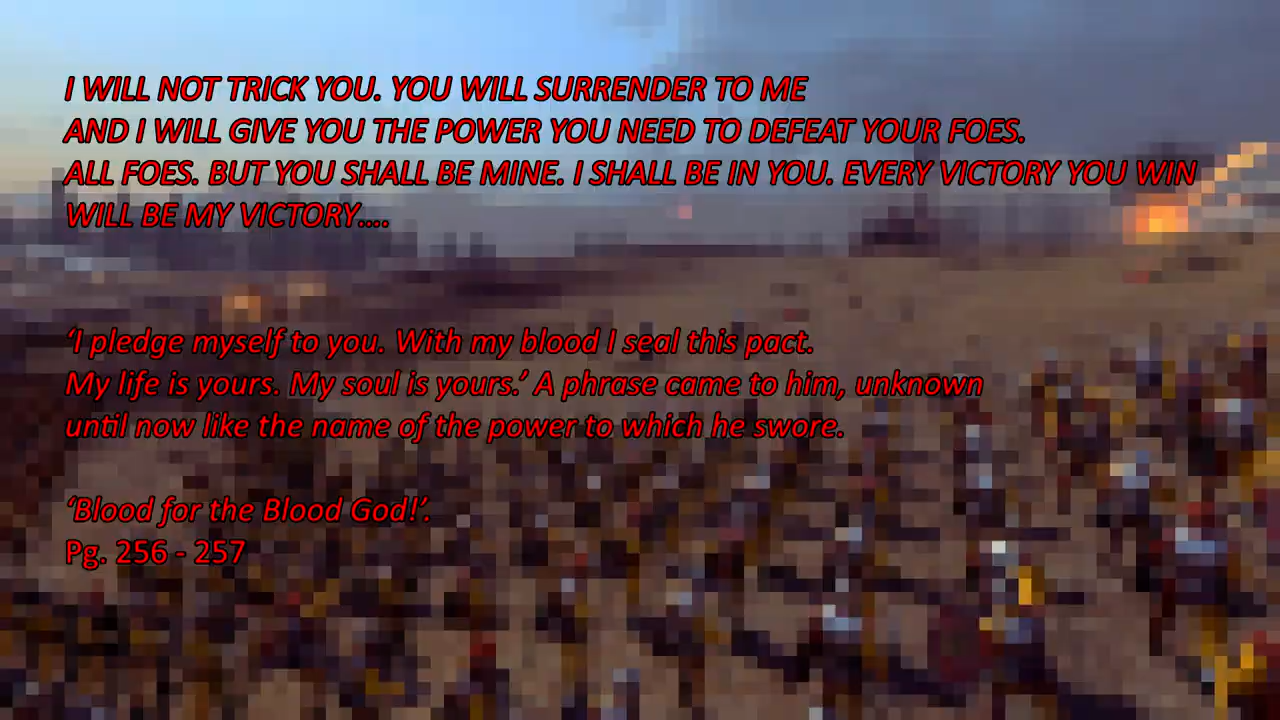 I WILL NOT TRICK YOU. YOU WILL SURRENDER TO ME
AND I WILL GIVE YOU THE POWER YOU NEED TO DEFEAT YOUR FOES.
ALL FOES. BUT YOU SHALL BE MINE. I SHALL BE IN YOU. EVERY VICTORY YOU WIN
WILL BE MY VICTORY....
‘I pledge myself to you. With my blood I seal this pact.
My life is yours. My soul is yours.’ A phrase came to him, unknown
until now like the name of the power to which he swore.
‘Blood for the Blood God!’.
Pg. 256 - 257